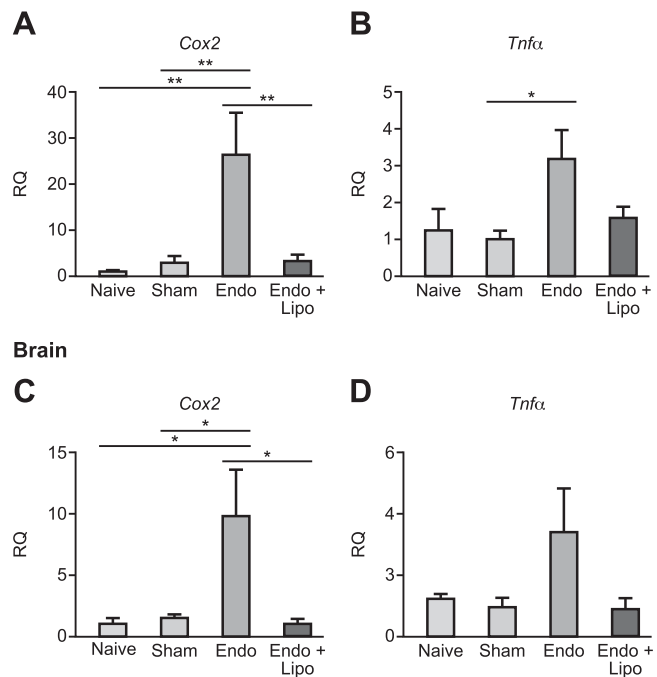 A
Cox2
**
**
**
RQ
40
30
20
10
0
Naive
Sham
Endo
Endo +
Lipo
B
Tnfα
*
RQ
5
4
3
2
1
0
Naive
Sham
Endo
Endo +
Lipo
Brain
C
Cox2
*
*
*
RQ
15
10
5
0
Naive
Sham
Endo
Endo +
Lipo
D
Tnfα
RQ
6
4
3
0
Naive
Sham
Endo
Endo +
Lipo